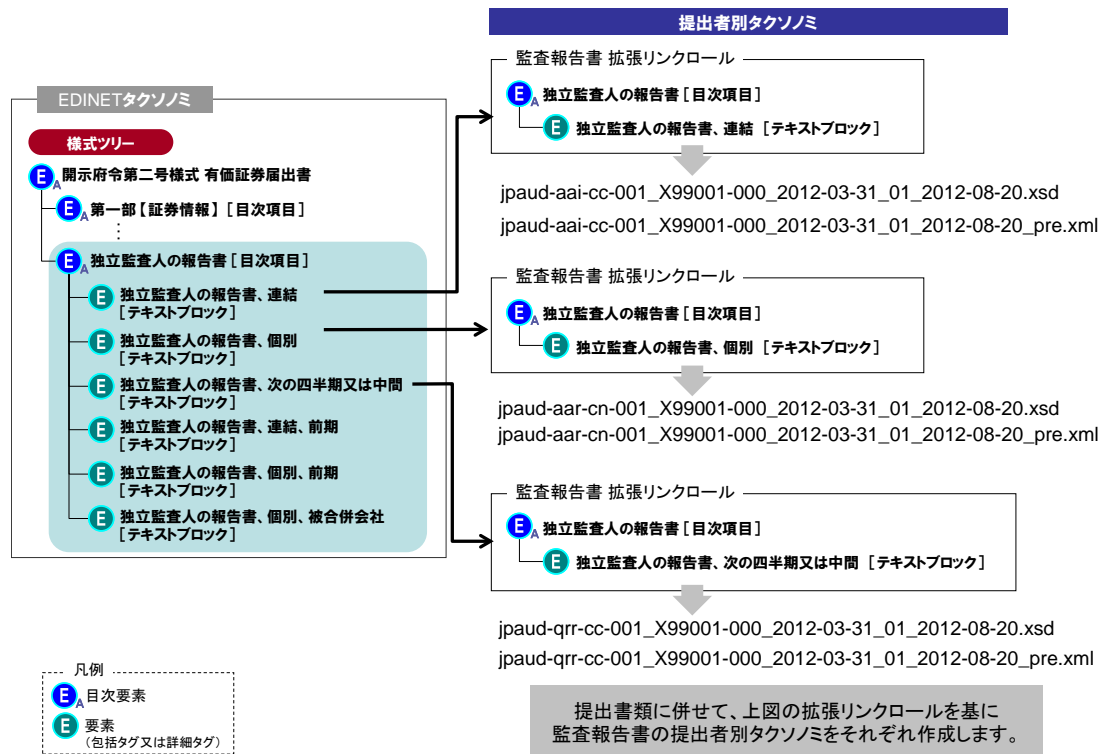 EDINETタクソノミ
様式ツリー
開示府令第二号様式 有価証券届出書
第一部【証券情報】 [目次項目]
⋮
独立監査人の報告書 [目次項目]
独立監査人の報告書、連結
[テキストブロック]
独立監査人の報告書、個別
[テキストブロック]
独立監査人の報告書、次の四半期又は中間
[テキストブロック]
独立監査人の報告書、連結、前期
[テキストブロック]
独立監査人の報告書、個別、前期
[テキストブロック]
独立監査人の報告書、個別、被合併会社
[テキストブロック]
凡例
EA 目次要素
E 要素
(包括タグ又は詳細タグ)
提出者別タクソノミ
監査報告書 拡張リンクロール
EA 独立監査人の報告書 [目次項目]
E 独立監査人の報告書、連結 [テキストブロック]
jpaud-aai-cc-001_X99001-000_2012-03-31_01_2012-08-20.xsd
jpaud-aai-cc-001_X99001-000_2012-03-31_01_2012-08-20_pre.xml
監査報告書 拡張リンクロール
EA 独立監査人の報告書 [目次項目]
E 独立監査人の報告書、個別 [テキストブロック]
jpaud-aar-cn-001_X99001-000_2012-03-31_01_2012-08-20.xsd
jpaud-aar-cn-001_X99001-000_2012-03-31_01_2012-08-20_pre.xml
監査報告書 拡張リンクロール
EA 独立監査人の報告書 [目次項目]
E 独立監査人の報告書、次の四半期又は中間 [テキストブロック]
jpaud-qrr-cc-001_X99001-000_2012-03-31_01_2012-08-20.xsd
jpaud-qrr-cc-001_X99001-000_2012-03-31_01_2012-08-20_pre.xml
提出書類に併せて、上図の拡張リンクロールを基に
監査報告書の提出者別タクソノミをそれぞれ作成します。